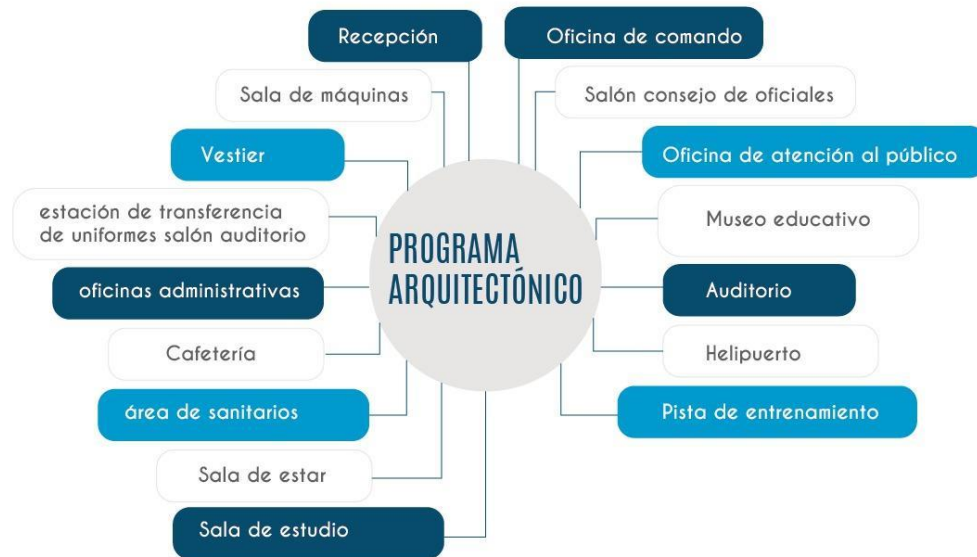 Recepción
Sala de máquinas
Vestier
estación de transferencia
de uniformes salón auditorio
oficinas administrativas
Cafetería
área de sanitarios
Sala de estar
Sala de estudio
PROGRAMA
ARQUITECTÓNICO
Oficina de comando
Salón consejo de oficiales
Oficina de atención al público
Museo educativo
Auditorio
Helipuerto
Pista de entrenamiento